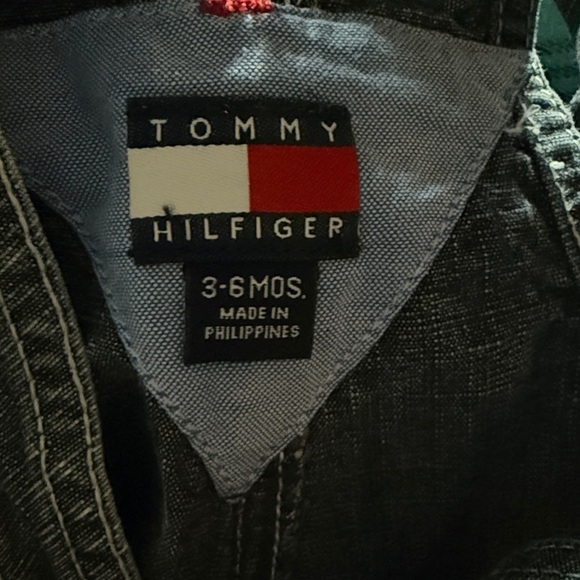 TOMMY
HILFIGER
3-6MOS.
MADE IN
PHILIPPINES